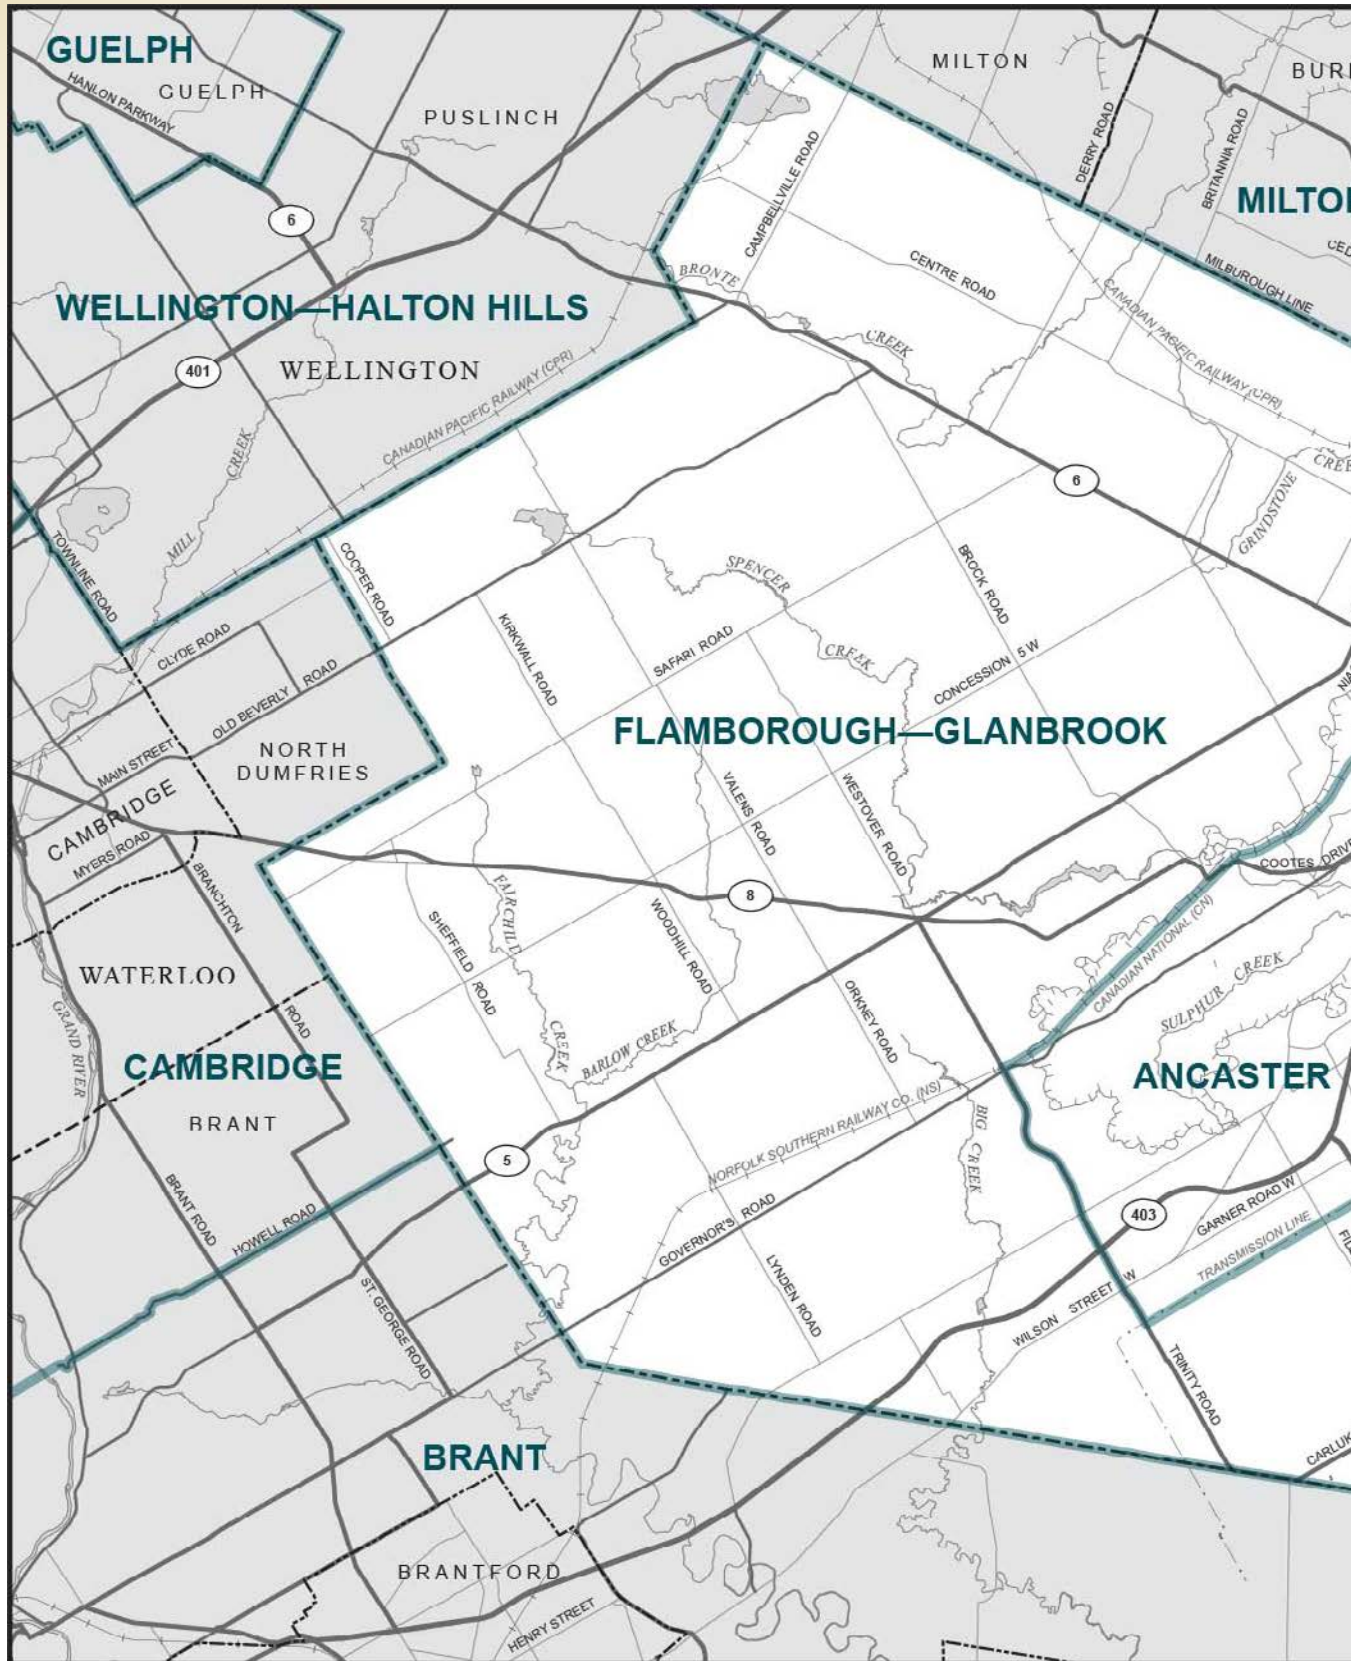 GUELPH
GUELPH
HANLON PARKWAY
PUSLINCH
MILTON
DERRY ROAD
BRITANNIA ROAD
CAMPBELLVILLE ROAD
6
BRONTE
CREEK
CENTRE ROAD
MILBUROUGH LINE
CANADIAN PACIFIC RAILWAY (CPR)
WELLINGTON—HALTON HILLS
401
WELLINGTON
CANADIAN PACIFIC RAILWAY (CPR)
MILL CREEK
6
GRINDSTONE
TOWNLINE ROAD
COOPER ROAD
SPENCER
CREEK
BROCK ROAD
CLYDE ROAD
KIRKWALL ROAD
SAFARI ROAD
CONCESSION 5 W
OLD BEVERLY ROAD
MAIN STREET
NORTH
DUMFRIES
FLAMBOROUGH—GLANBROOK
CAMBRIDGE
MYERS ROAD
BRANCHTON
ROAD
VALENS ROAD
WESTOVER ROAD
8
COOTES DRIVE
FAIRCHILD
CREEK
SHEFFIELD ROAD
WOODHILL ROAD
CANADIAN NATIONAL (CN)
SULPHUR CREEK
WATERLOO
GRAND RIVER
ORKNEY ROAD
BARLOW CREEK
CAMBRIDGE
ANCASTER
BRANT
NORFOLK SOUTHERN RAILWAY CO. (NS)
BIG CREEK
5
BRANT ROAD
HOWELL ROAD
GOVERNOR'S ROAD
403
GARNER ROAD W
TRANSMISSION LINE
LYNDEN ROAD
WILSON STREET W
ST. GEORGE ROAD
TRINITY ROAD
BRANT
BRANTFORD
HENRY STREET